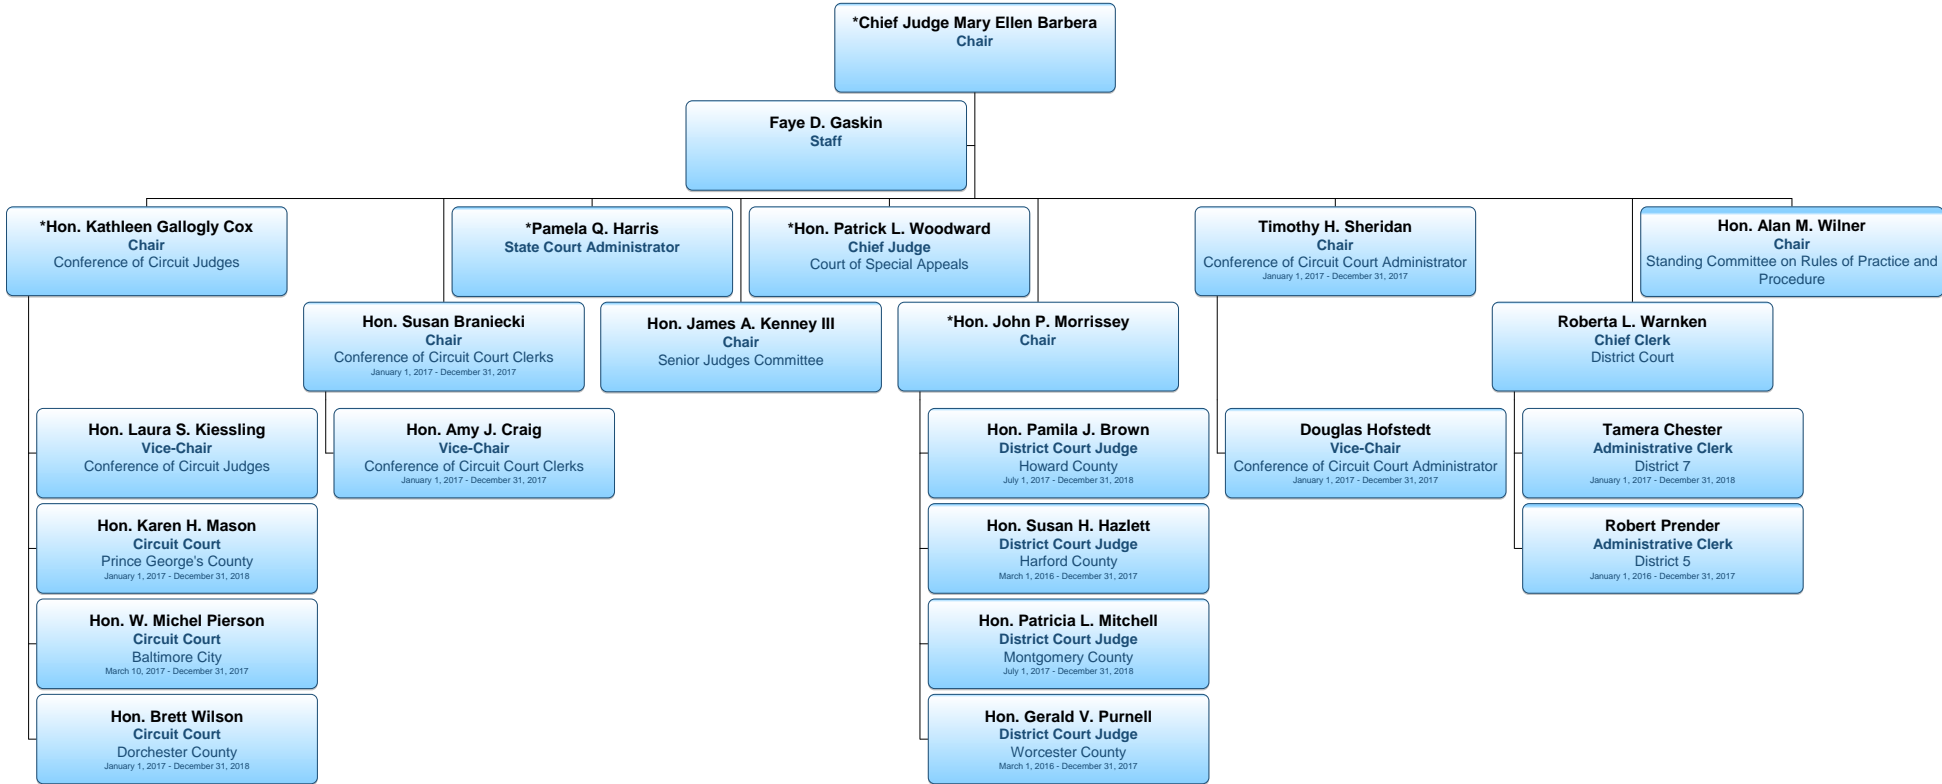 *Chief Judge Mary Ellen Barbera
Chair
Faye D. Gaskin
Staff
*Hon. Kathleen Gallogly Cox
Chair
Conference of Circuit Judges
*Pamela Q. Harris
State Court Administrator
*Hon. Patrick L. Woodward
Chief Judge
Court of Special Appeals
Timothy H. Sheridan
Chair
Conference of Circuit Court Administrator
January 1, 2017 - December 31, 2017
Hon. Alan M. Wilner
Chair
Standing Committee on Rules of Practice and
Procedure
Hon. Susan Braniecki
Chair
Conference of Circuit Court Clerks
January 1, 2017 - December 31, 2017
Hon. James A. Kenney III
Chair
Senior Judges Committee
*Hon. John P. Morrissey
Chair
Roberta L. Warnken
Chief Clerk
District Court
Hon. Laura S. Kiessling
Vice-Chair
Conference of Circuit Judges
Hon. Amy J. Craig
Vice-Chair
Conference of Circuit Court Clerks
January 1, 2017 - December 31, 2017
Hon. Pamila J. Brown
District Court Judge
Howard County
July 1, 2017 - December 31, 2018
Douglas Hofstedt
Vice-Chair
Conference of Circuit Court Administrator
January 1, 2017 - December 31, 2017
Tamera Chester
Administrative Clerk
District 7
January 1, 2017 - December 31, 2018
Hon. Karen H. Mason
Circuit Court
Prince George's County
January 1, 2017 - December 31, 2018
Hon. Susan H. Hazlett
District Court Judge
Harford County
March 1, 2016 - December 31, 2017
Robert Prender
Administrative Clerk
District 5
January 1, 2016 - December 31, 2017
Hon. W. Michel Pierson
Circuit Court
Baltimore City
March 10, 2017 - December 31, 2017
Hon. Patricia L. Mitchell
District Court Judge
Montgomery County
July 1, 2017 - December 31, 2018
Hon. Brett Wilson
Circuit Court
Dorchester County
January 1, 2017 - December 31, 2018
Hon. Gerald V. Purnell
District Court Judge
Worcester County
March 1, 2016 - December 31, 2017